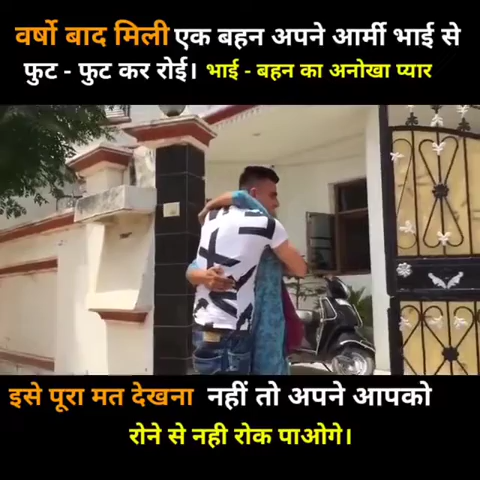 वर्षो बाद मिली एक बहन अपने आर्मी भाई से
फुट - फुट कर रोई। भाई - बहन का अनोखा प्यार
इसे पूरा मत देखना नहीं तो अपने आपको
रोने से नही रोक पाओगे।